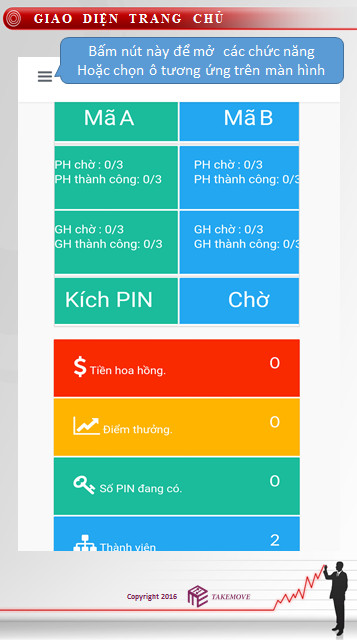 GIAO DIỆN TRANG CHỦ
Bấm nút này để mở các chức năng
Hoặc chọn ô tương ứng trên màn hình
Mã A
Mã B
PH chờ : 0/3
PH thành công: 0/3
PH chờ : 0/3
PH thành công: 0/3
GH chờ : 0/3
GH thành công: 0/3
GH chờ : 0/3
GH thành công: 0/3
Kích PIN
Chờ
Tiền hoa hồng. 0
Điểm thưởng. 0
Số PIN đang có. 0
Thành viên 2
Copyright 2016 TAKEMOVE